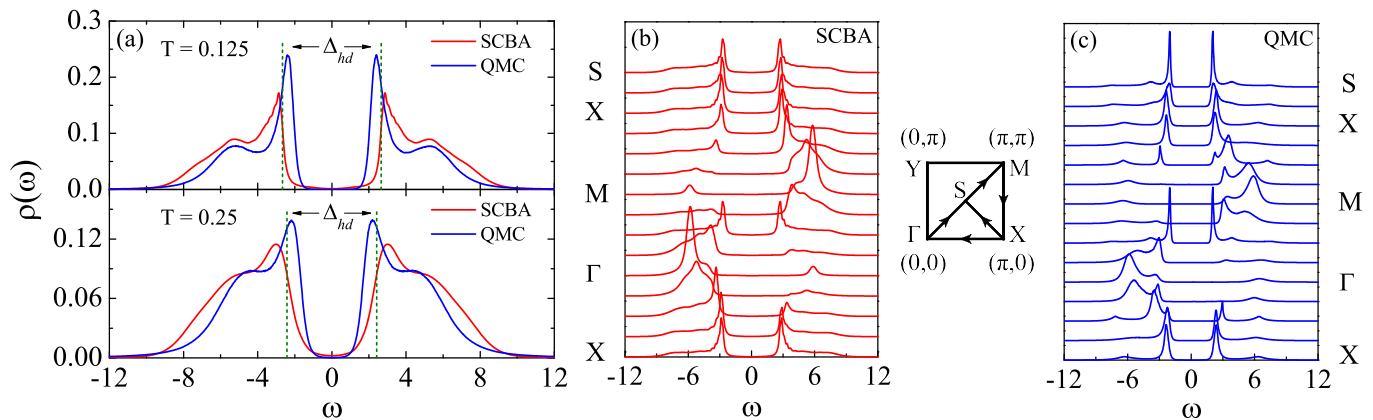 (a)
T = 0.125
Δhd
SCBA
QMC
0.3
0.2
0.1
0.0
T = 0.25
Δhd
SCBA
QMC
0.12
0.06
0.00
ρ(ω)
-12 -8 -4 0 4 8 12
ω
(b)
SCBA
S
X
M
Γ
X
-12 -6 0 6 12
ω
(0,π) (π,π)
Y M
S
Γ X
(0,0) (π,0)
(c)
QMC
S
X
M
Γ
X
-12 -6 0 6 12
ω